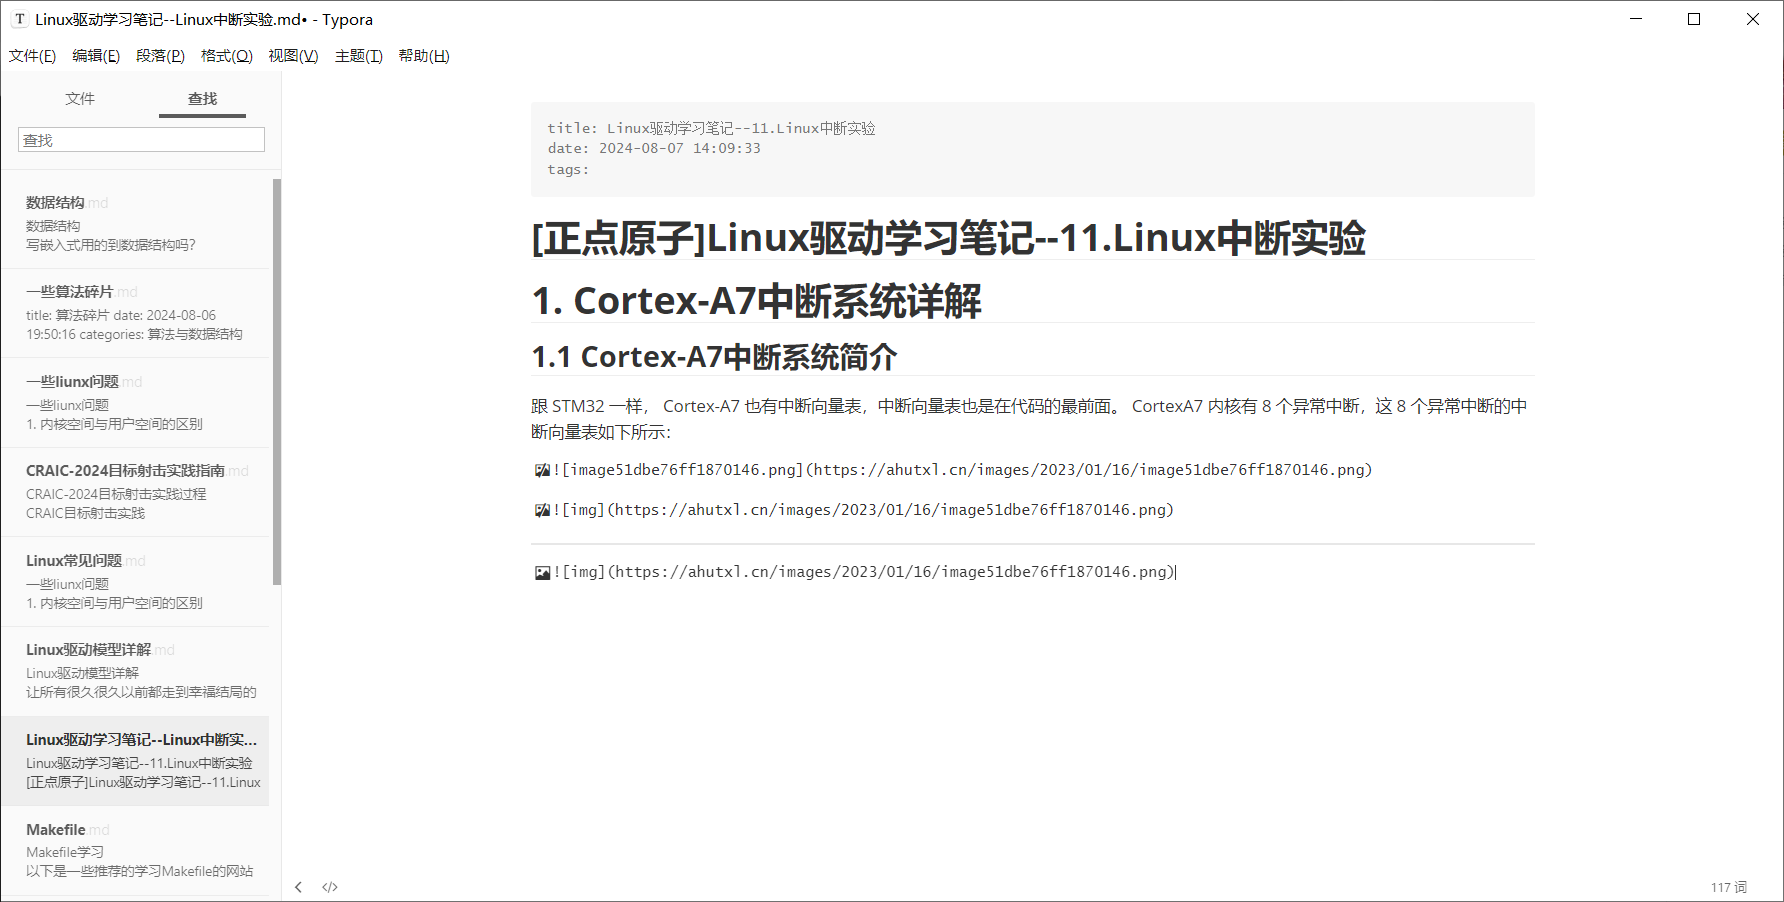 Linux驱动学习笔记--Linux中断实验.md• - Typora
文件(F) 编辑(E) 段落(P) 格式(O) 视图(V) 主题(T) 帮助(H)
文件 查找
查找
数据结构.md
数据结构
写嵌入式用的到数据结构吗?
一些算法碎片.md
title: 算法碎片 date: 2024-08-06
19:50:16 categories: 算法与数据结构
一些liunx问题.md
一些liunx问题
1. 内核空间与用户空间的区别
CRAIC-2024目标射击实践指南.md
CRAIC-2024目标射击实践过程
CRAIC目标射击实践
Linux常见问题.md
一些liunx问题
1. 内核空间与用户空间的区别
Linux驱动模型详解.md
Linux驱动模型详解
让所有很久很久以前都走到幸福结局的
Linux驱动学习笔记--Linux中断实...
Linux驱动学习笔记--11.Linux中断实验
[正点原子]Linux驱动学习笔记--11.Linux
Makefile.md
Makefile学习
以下是一些推荐的学习Makefile的网站
title: Linux驱动学习笔记--11.Linux中断实验
date: 2024-08-07 14:09:33
tags:
[正点原子]Linux驱动学习笔记--11.Linux中断实验
1. Cortex-A7中断系统详解
1.1 Cortex-A7中断系统简介
跟 STM32 一样， Cortex-A7 也有中断向量表，中断向量表也是在代码的最前面。 CortexA7 内核有 8 个异常中断，这 8 个异常中断的中
断向量表如下所示：
![image51dbe76ff1870146.png](https://ahutxl.cn/images/2023/01/16/image51dbe76ff1870146.png)
![img](https://ahutxl.cn/images/2023/01/16/image51dbe76ff1870146.png)
![img](https://ahutxl.cn/images/2023/01/16/image51dbe76ff1870146.png)
</> 117 词